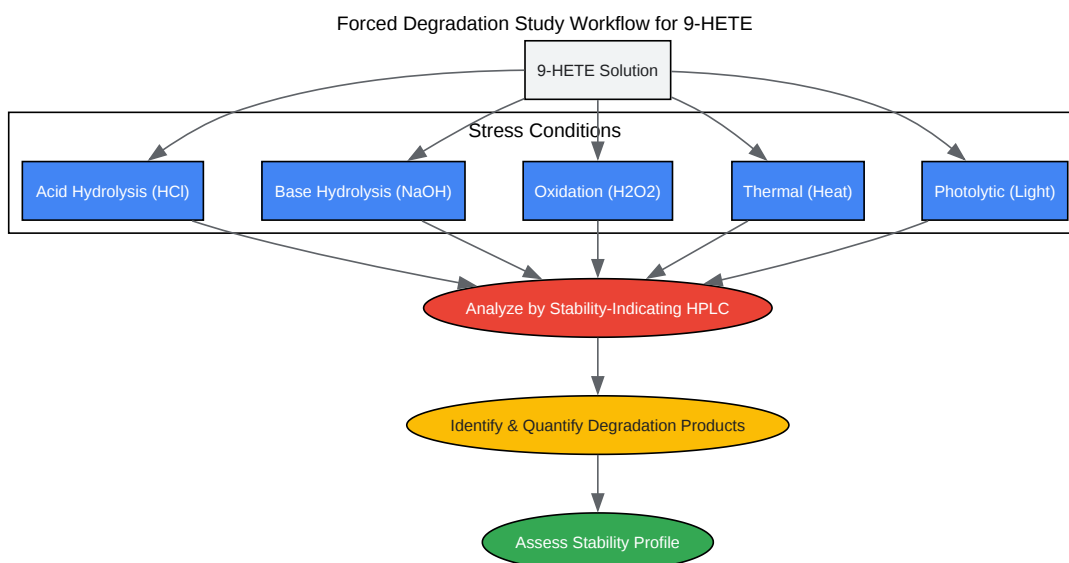 Forced Degradation Study Workflow for 9-HETE
9-HETE Solution
Stress Conditions
Acid Hydrolysis (HCl)
Base Hydrolysis (NaOH)
Oxidation (H2O2)
Thermal (Heat)
Photolytic (Light)
Analyze by Stability-Indicating HPLC
Identify & Quantify Degradation Products
Assess Stability Profile